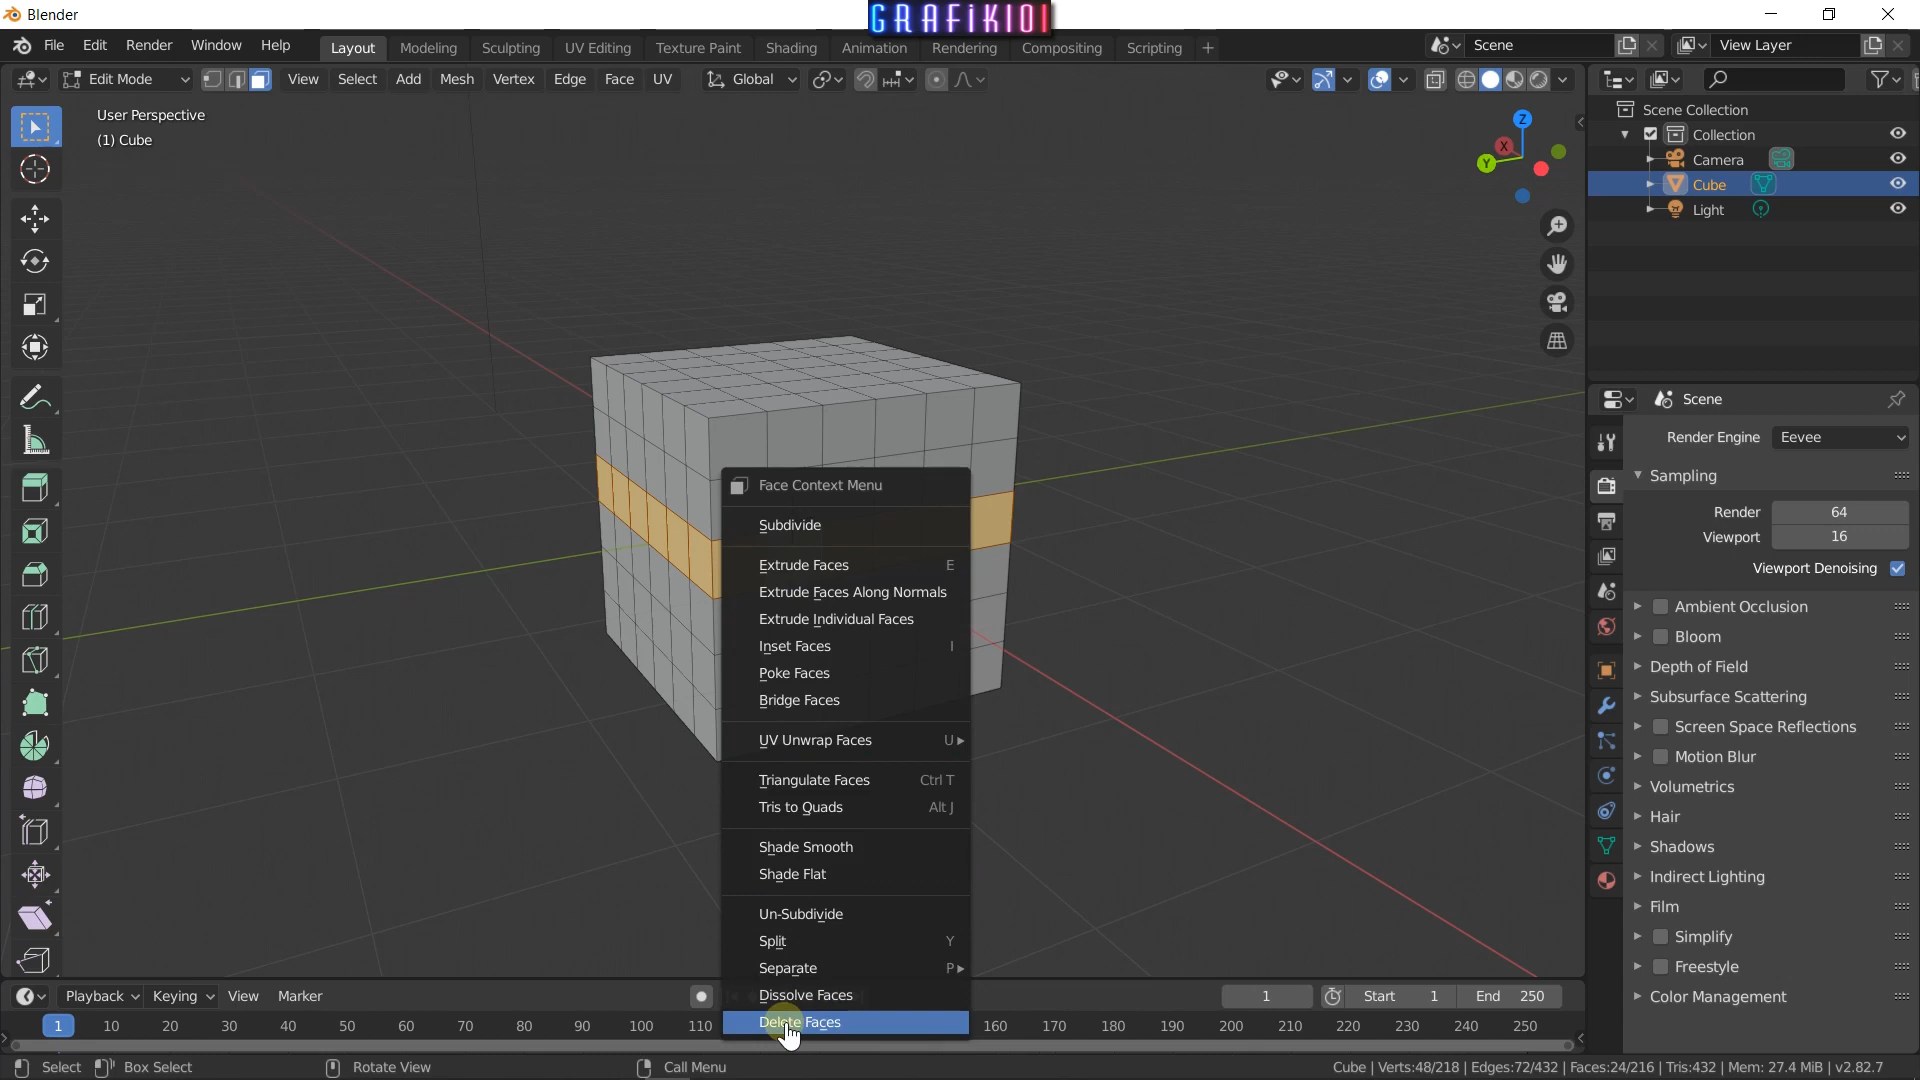 Blender
GRAFiK101
File Edit Render Window Help
Layout Modeling Sculpting UV Editing Texture Paint Shading Animation Rendering Compositing Scripting +
Scene
View Layer
Edit Mode
View Select Add Mesh Vertex Edge Face UV
Global
User Perspective
(1) Cube
Z
X
Y
Scene Collection
Collection
Camera
Cube
Light
Scene
Render Engine Eevee
Sampling
Render 64
Viewport 16
Viewport Denoising
Ambient Occlusion
Bloom
Depth of Field
Subsurface Scattering
Screen Space Reflections
Motion Blur
Volumetrics
Hair
Shadows
Indirect Lighting
Film
Simplify
Freestyle
Color Management
Face Context Menu
Subdivide
Extrude Faces E
Extrude Faces Along Normals
Extrude Individual Faces
Inset Faces I
Poke Faces
Bridge Faces
UV Unwrap Faces U
Triangulate Faces Ctrl T
Tris to Quads Alt J
Shade Smooth
Shade Flat
Un-Subdivide
Split Y
Separate P
Dissolve Faces
Delete Faces
Playback Keying View Marker
1 Start 1 End 250
1 10 20 30 40 50 60 70 80 90 100 110 160 170 180 190 200 210 220 230 240 250
Select Box Select Rotate View Call Menu
Cube | Verts:48/218 | Edges:72/432 | Faces:24/216 | Tris:432 | Mem: 27.4 MiB | v2.82.7